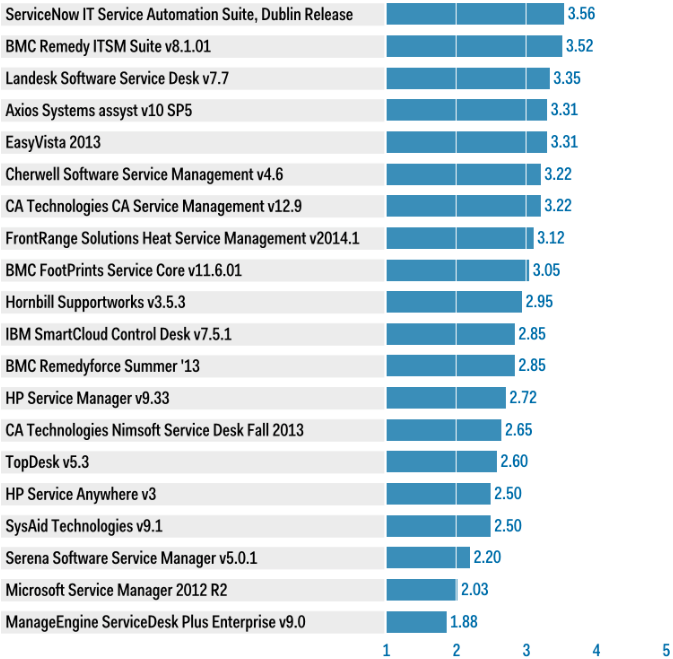 ServiceNow IT Service Automation Suite, Dublin Release 3.56
BMC Remedy ITSM Suite v8.1.01 3.52
Landesk Software Service Desk v7.7 3.35
Axios Systems assyst v10 SP5 3.31
EasyVista 2013 3.31
Cherwell Software Service Management v4.6 3.22
CA Technologies CA Service Management v12.9 3.22
FrontRange Solutions Heat Service Management v2014.1 3.12
BMC FootPrints Service Core v11.6.01 3.05
Hornbill Supportworks v3.5.3 2.95
IBM SmartCloud Control Desk v7.5.1 2.85
BMC Remedyforce Summer '13 2.85
HP Service Manager v9.33 2.72
CA Technologies Nimsoft Service Desk Fall 2013 2.65
TopDesk v5.3 2.60
HP Service Anywhere v3 2.50
SysAid Technologies v9.1 2.50
Serena Software Service Manager v5.0.1 2.20
Microsoft Service Manager 2012 R2 2.03
ManageEngine ServiceDesk Plus Enterprise v9.0 1.88
1 2 3 4 5